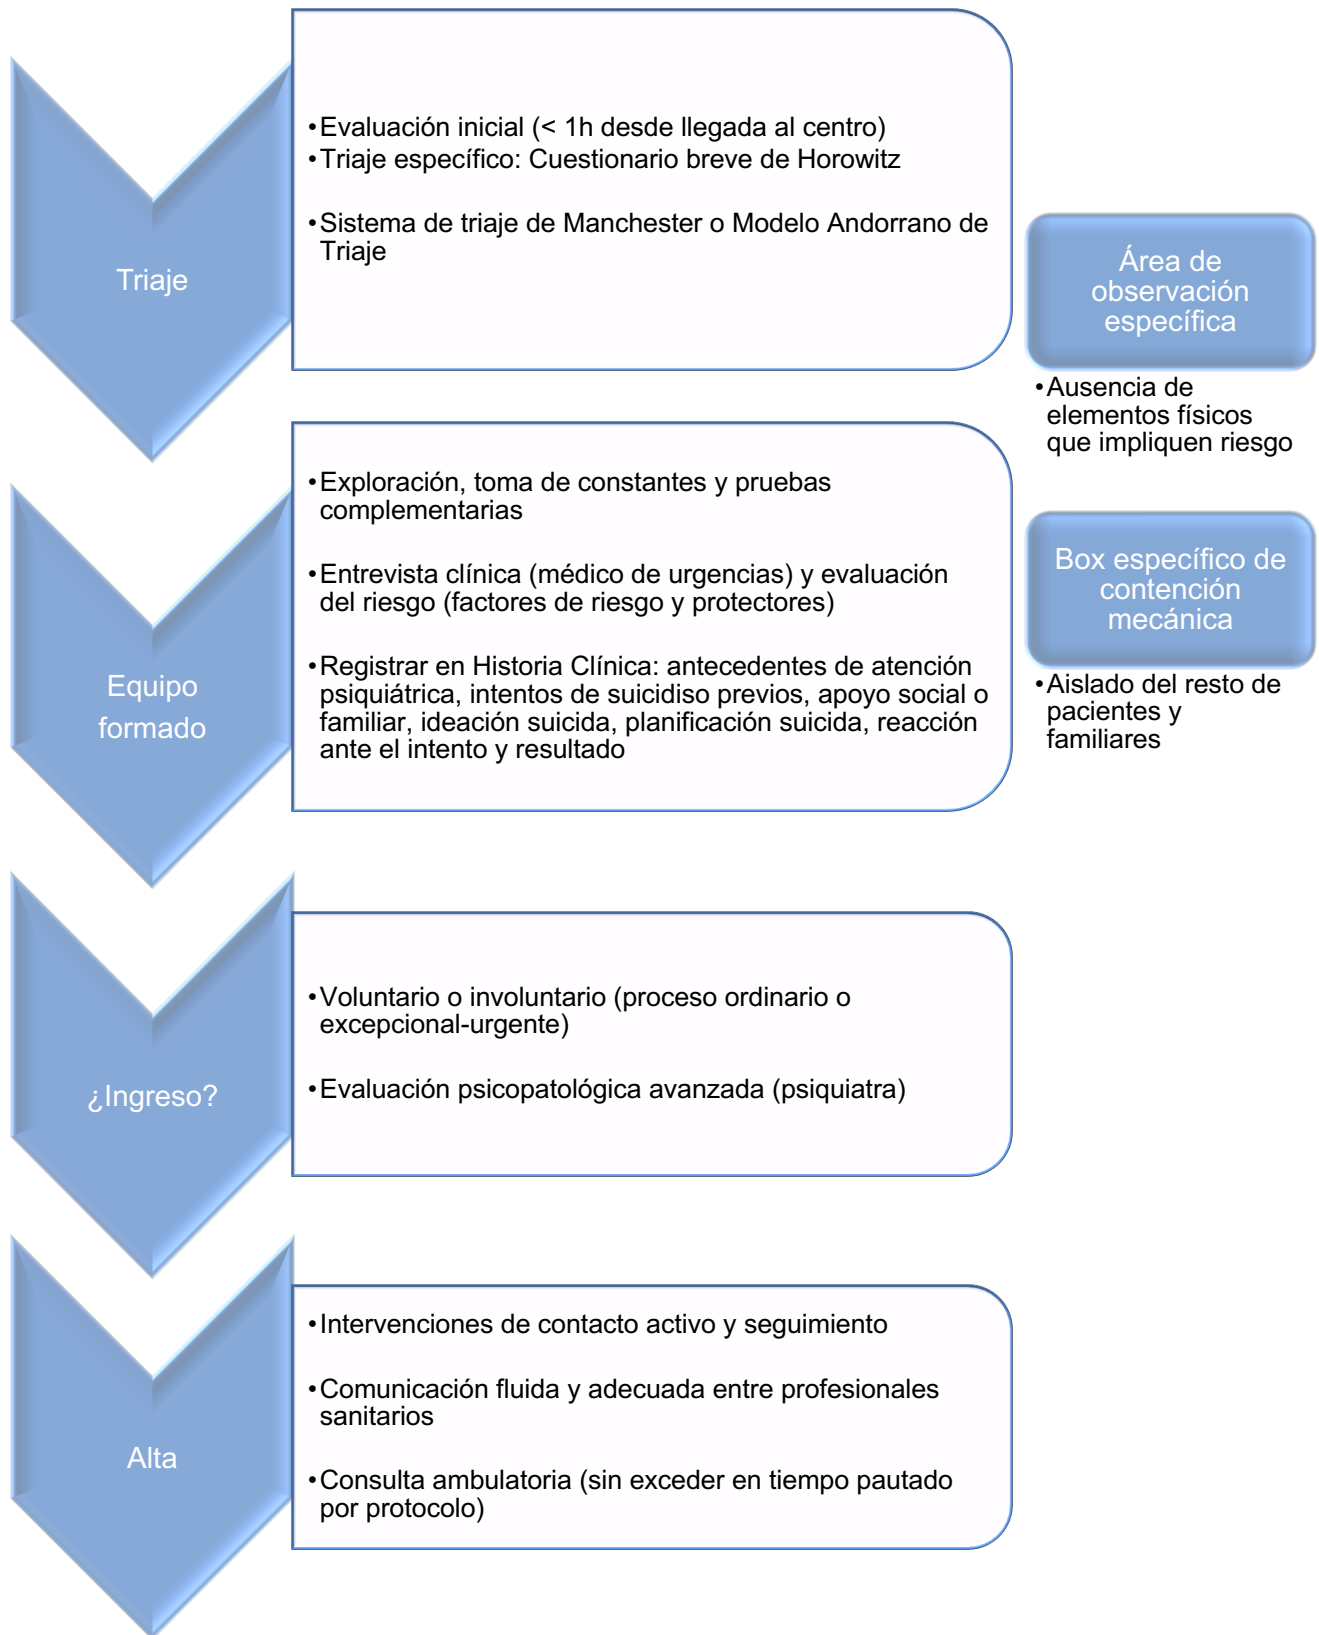 Triaje
•Evaluación inicial (< 1h desde llegada al centro)
•Triaje específico: Cuestionario breve de Horowitz
•Sistema de triaje de Manchester o Modelo Andorrano de
Triaje
Área de
observación
específica
•Ausencia de
elementos físicos
que impliquen riesgo
Equipo
formado
•Exploración, toma de constantes y pruebas
complementarias
•Entrevista clínica (médico de urgencias) y evaluación
del riesgo (factores de riesgo y protectores)
•Registrar en Historia Clínica: antecedentes de atención
psiquiátrica, intentos de suicidiso previos, apoyo social o
familiar, ideación suicida, planificación suicida, reacción
ante el intento y resultado
Box específico de
contención
mecánica
•Aislado del resto de
pacientes y
familiares
¿Ingreso?
•Voluntario o involuntario (proceso ordinario o
excepcional-urgente)
•Evaluación psicopatológica avanzada (psiquiatra)
Alta
•Intervenciones de contacto activo y seguimiento
•Comunicación fluida y adecuada entre profesionales
sanitarios
•Consulta ambulatoria (sin exceder en tiempo pautado
por protocolo)